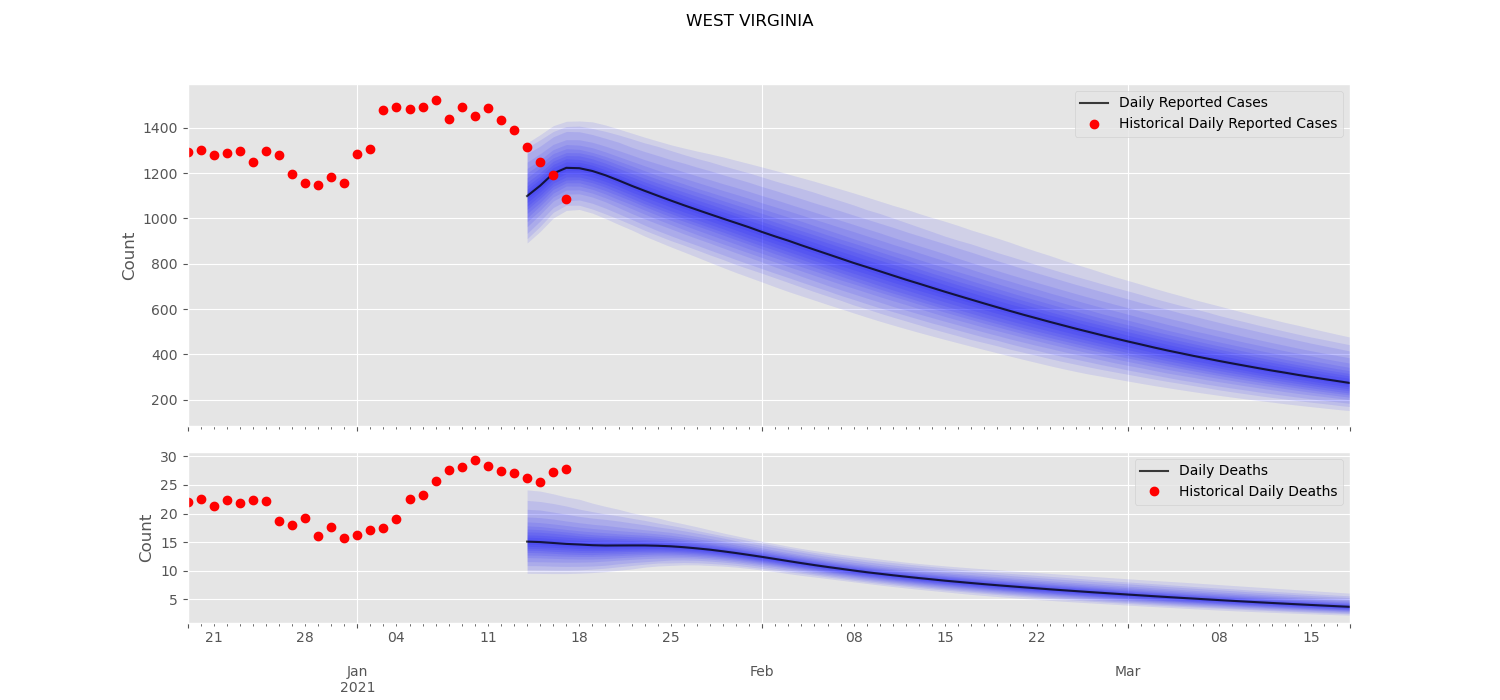 WEST VIRGINIA
Daily Reported Cases
Historical Daily Reported Cases
Count
1400
1200
1000
800
600
400
200
Daily Deaths
Historical Daily Deaths
Count
30
25
20
15
10
5
21 28 04 11 18 25 08 15 22 08 15
Jan Feb Mar
2021